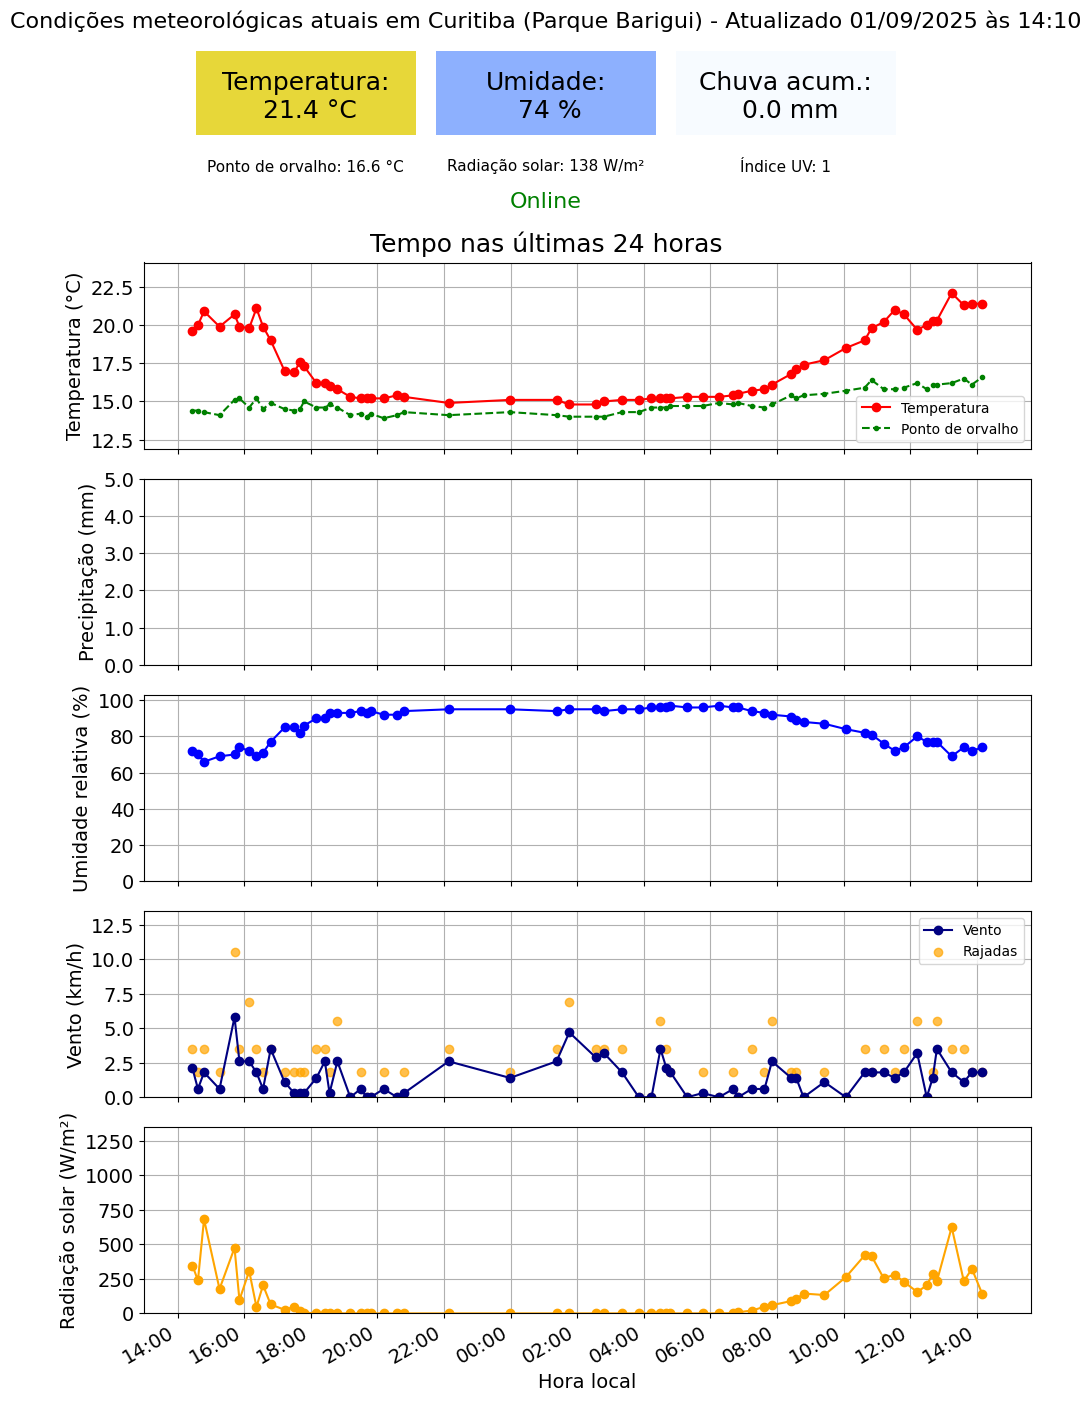 Condições meteorológicas atuais em Curitiba (Parque Barigui) - Atualizado 01/09/2025 às 14:10
Temperatura:
21.4 °C
Umidade:
74 %
Chuva acum.:
0.0 mm
Ponto de orvalho: 16.6 °C
Radiação solar: 138 W/m²
Índice UV: 1
Online
Tempo nas últimas 24 horas
Temperatura (°C)
22.5
20.0
17.5
15.0
12.5
Temperatura
Ponto de orvalho
Precipitação (mm)
5.0
4.0
3.0
2.0
1.0
0.0
Umidade relativa (%)
100
80
60
40
20
0
Vento (km/h)
12.5
10.0
7.5
5.0
2.5
0.0
Vento
Rajadas
Radiação solar (W/m²)
1250
1000
750
500
250
0
14:00
16:00
18:00
20:00
22:00
00:00
02:00
04:00
06:00
08:00
10:00
12:00
14:00
Hora local